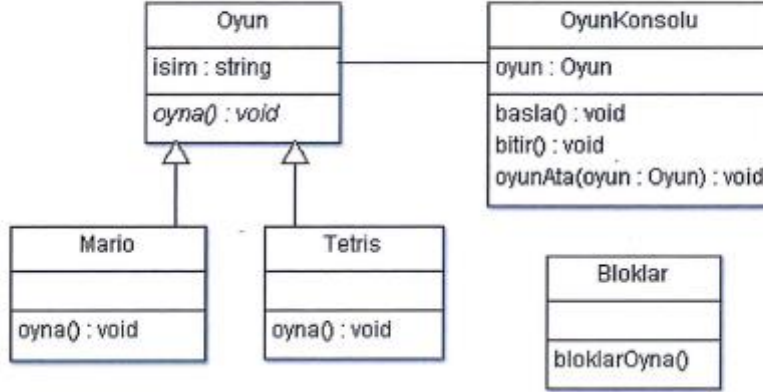 Oyun
isim : string
oyna() : void
OyunKonsolu
oyun : Oyun
basla() : void
bitir() : void
oyunAta(oyun : Oyun) : void
Mario
oyna() : void
Tetris
oyna() : void
Bloklar
bloklarOyna()